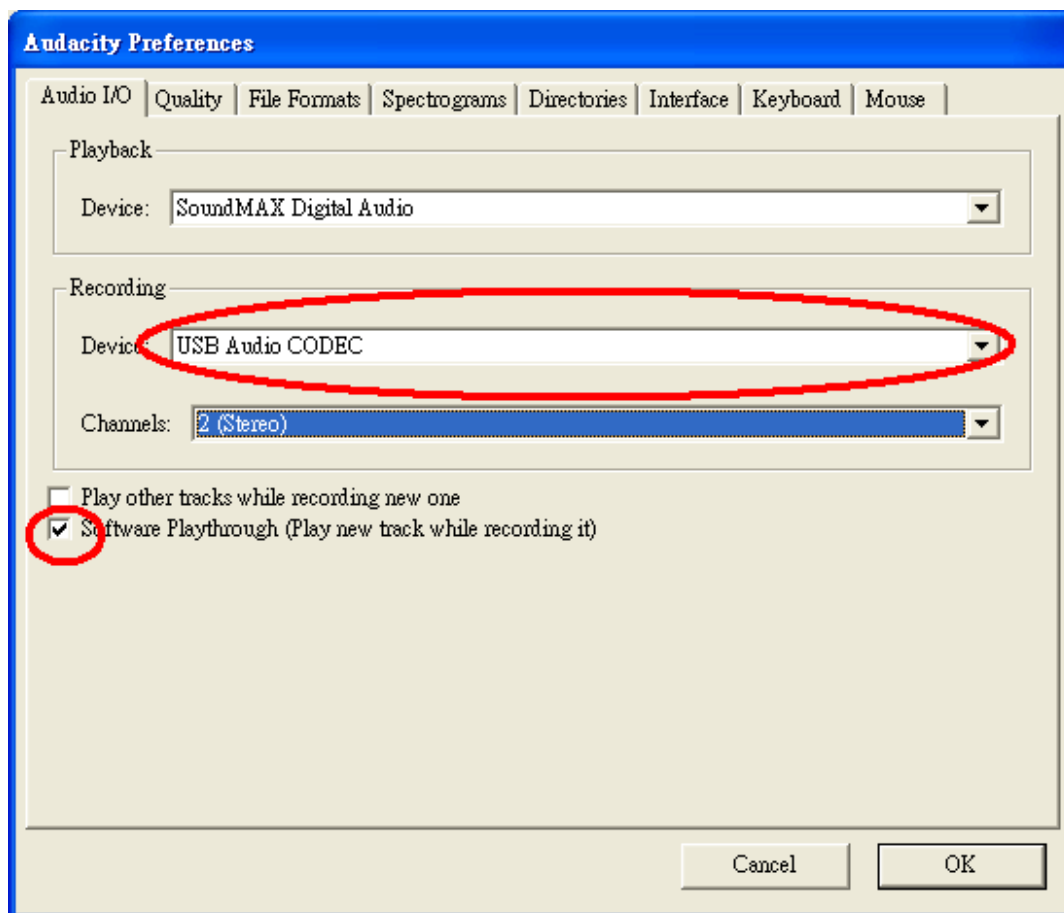 Audacity Preferences
Audio I/O Quality File Formats Spectrograms Directories Interface Keyboard Mouse
Playback
Device: SoundMAX Digital Audio
Recording
Device: USB Audio CODEC
Channels: 2 (Stereo)
Play other tracks while recording new one
Software Playthrough (Play new track while recording it)
Cancel OK